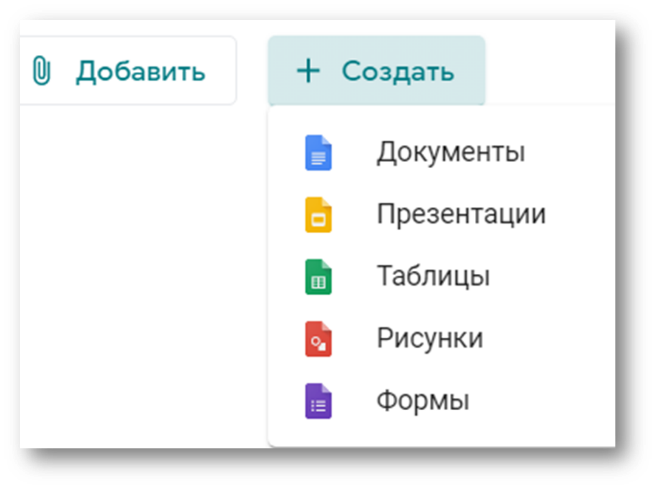 Добавить
+ Создать
Документы
Презентации
Таблицы
Рисунки
Формы